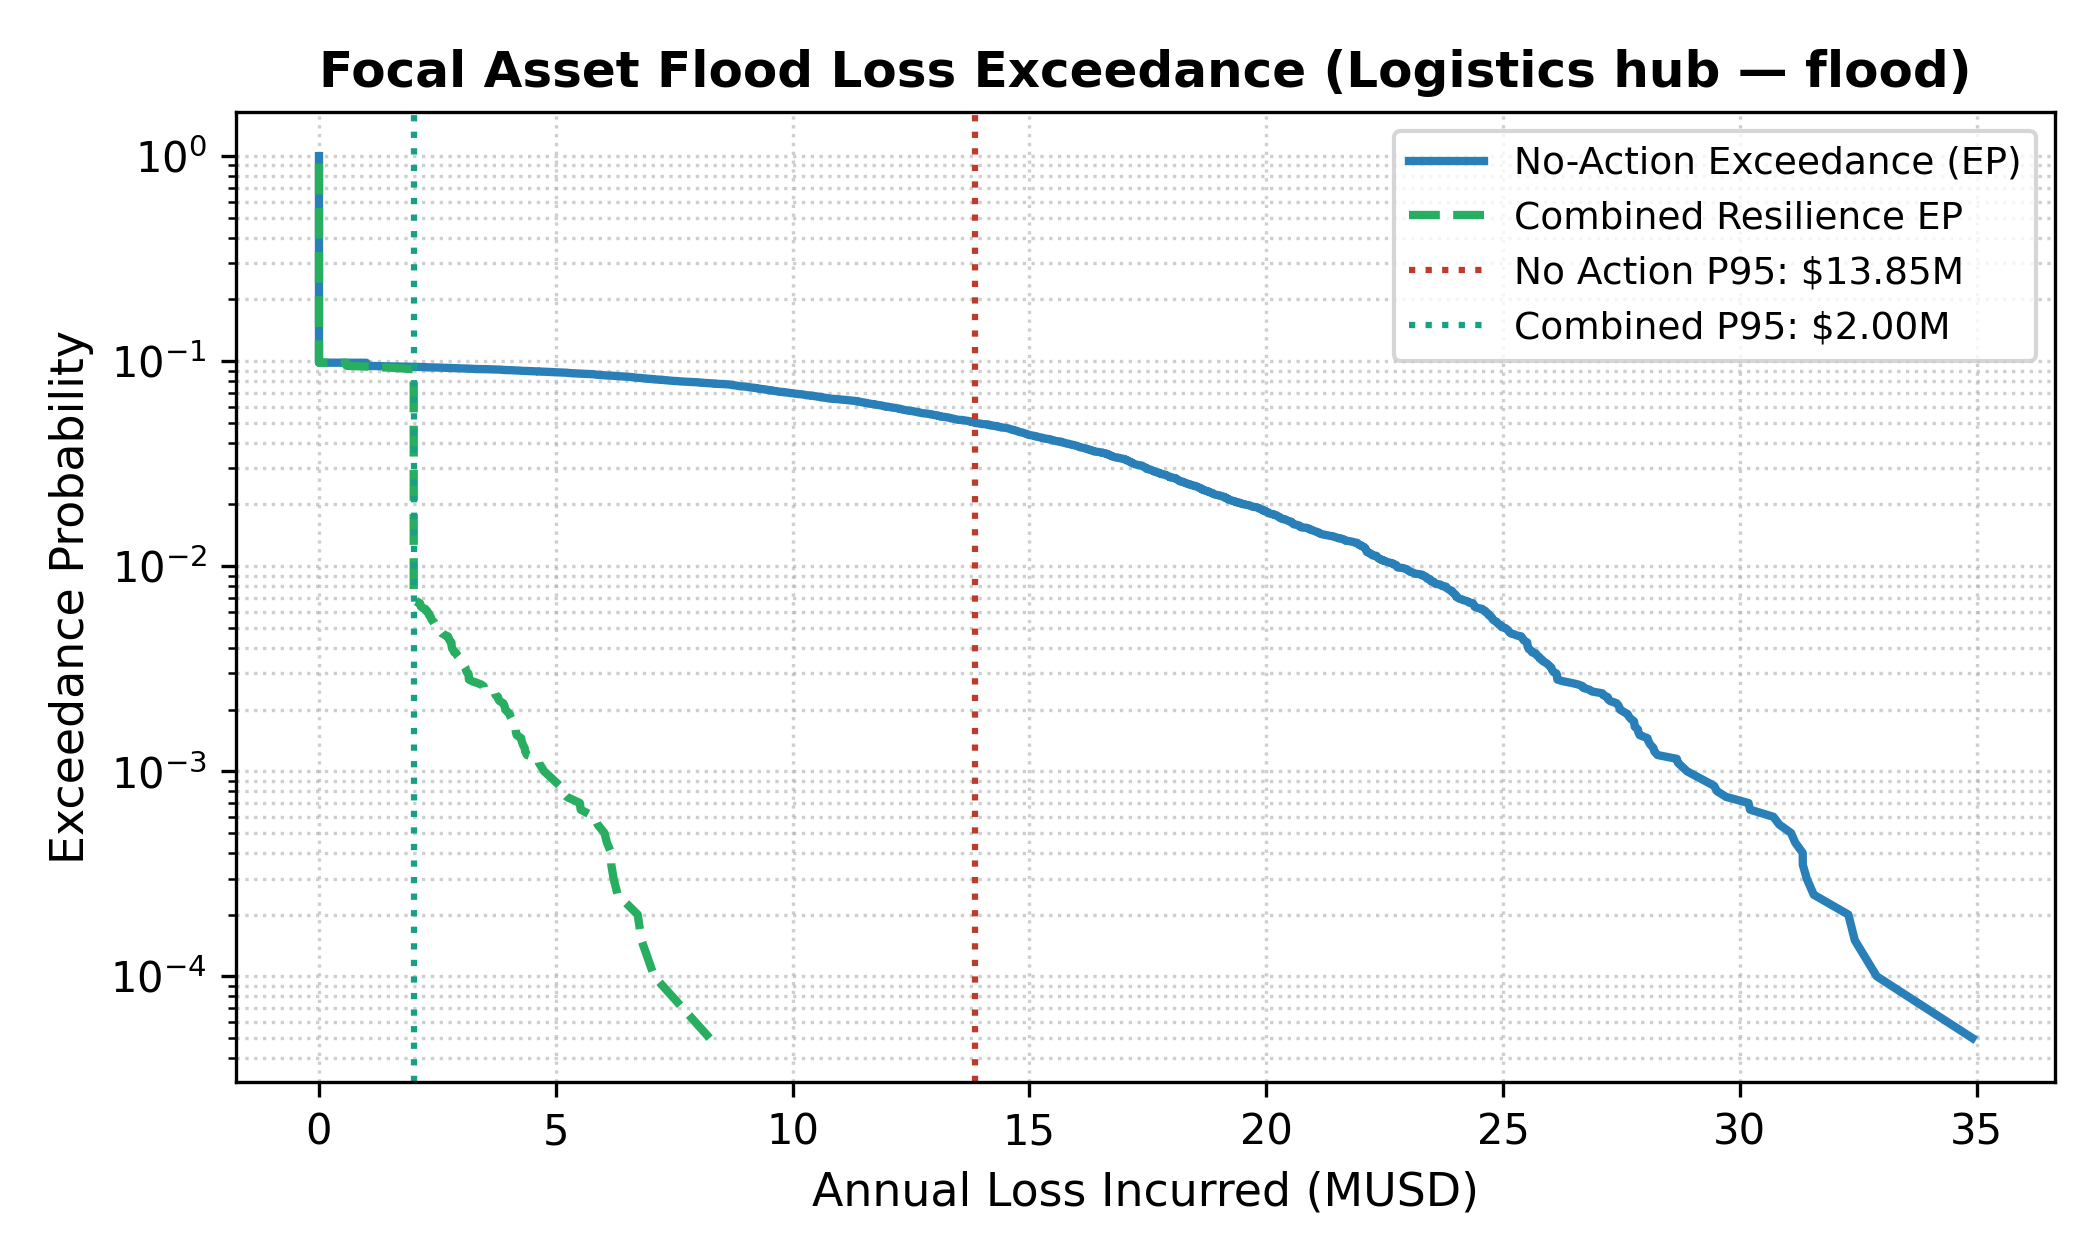 Focal Asset Flood Loss Exceedance (Logistics hub — flood)
No-Action Exceedance (EP)
Combined Resilience EP
No Action P95: $13.85M
Combined P95: $2.00M
Exceedance Probability
10⁰
10⁻¹
10⁻²
10⁻³
10⁻⁴
0 5 10 15 20 25 30 35
Annual Loss Incurred (MUSD)